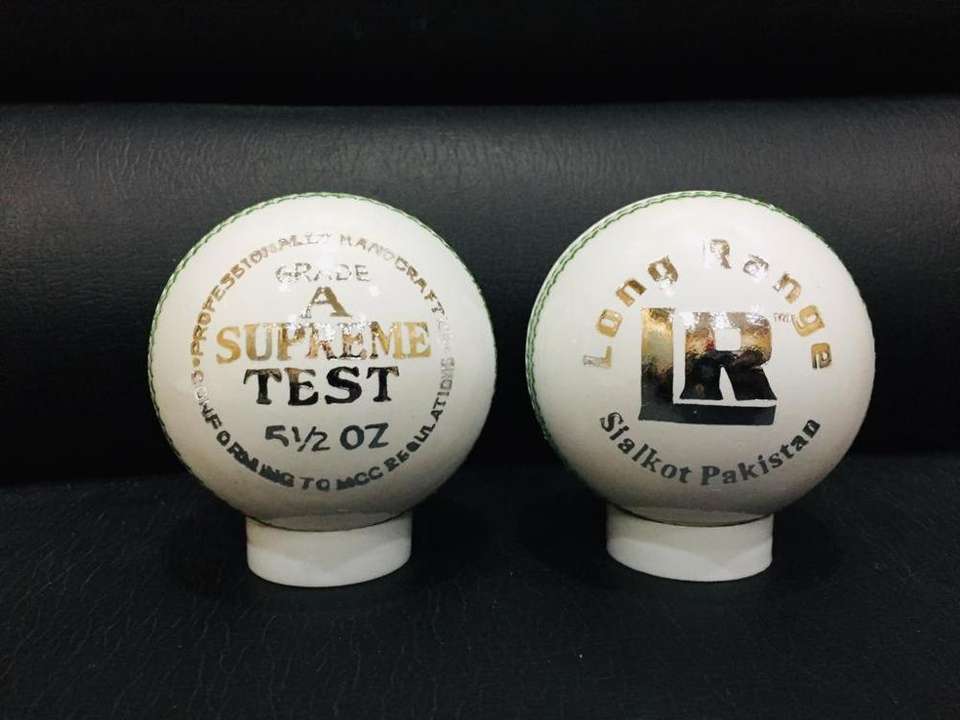 •PROFESSIONALLY HANDCRAFTED•
GRADE
A
SUPREME
TEST
5½ OZ
CONFORMING TO MCC REGULATIONS
Long Range
LR
Sialkot Pakistan